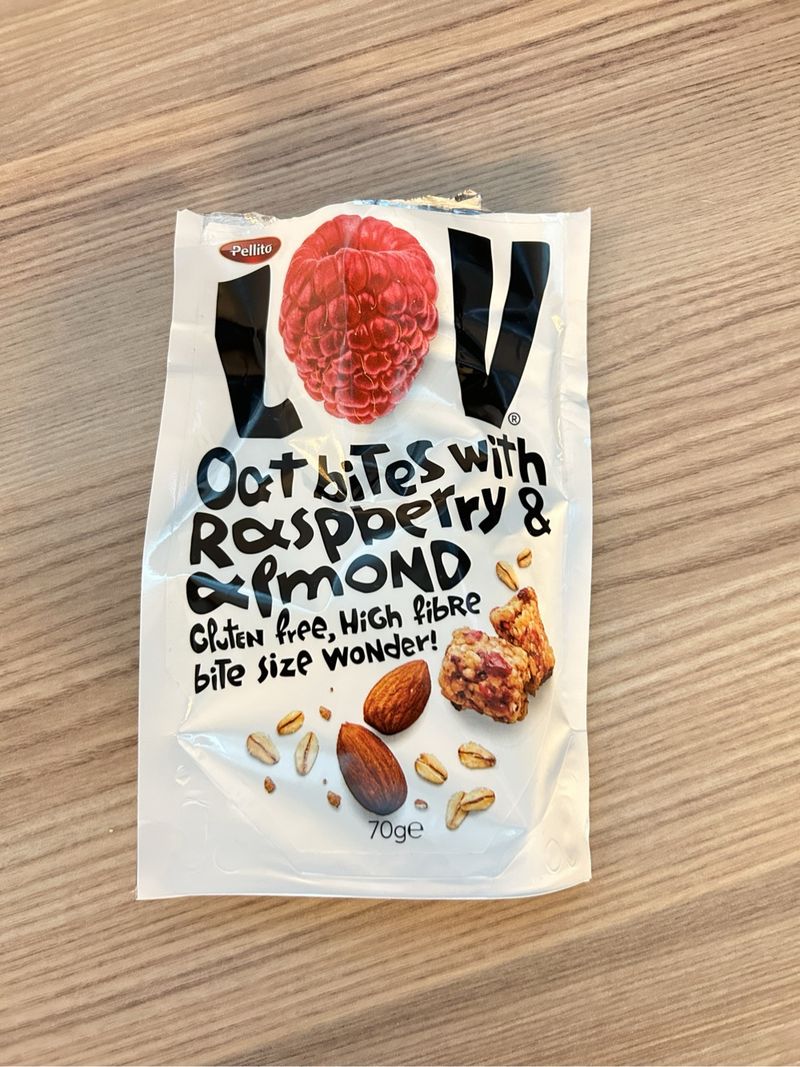 Pellito
LOV®
Oat bites with
Raspberry &
almond
Gluten free, High fibre
bite size wonder!
70g℮